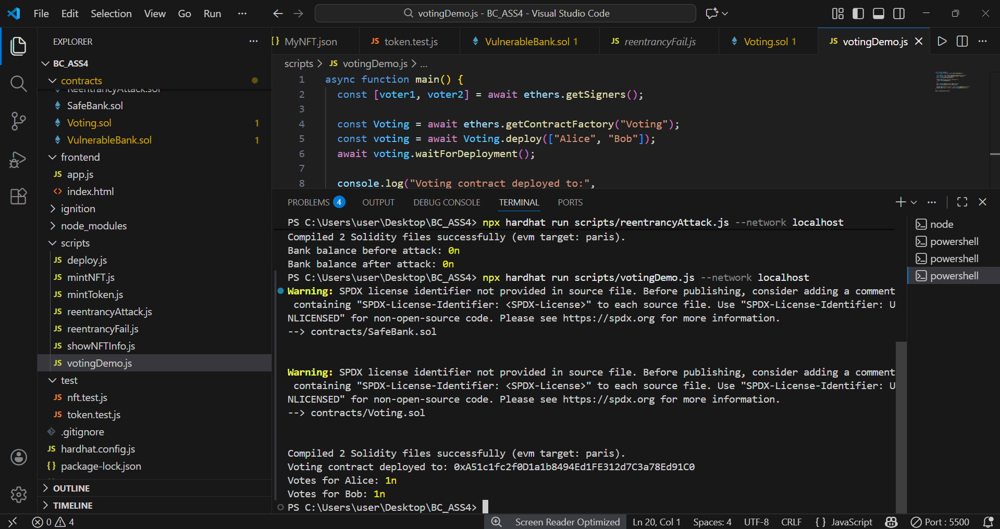 File Edit Selection View Go Run ...
votingDemo.js - BC_ASS4 - Visual Studio Code
EXPLORER
BC_ASS4
contracts
ReentrancyAttack.sol
SafeBank.sol
Voting.sol 1
VulnerableBank.sol 1
frontend
JS app.js
<> index.html
ignition
node_modules
scripts
JS deploy.js
JS mintNFT.js
JS mintToken.js
JS reentrancyAttack.js
JS reentrancyFail.js
JS showNFTInfo.js
JS votingDemo.js
test
JS nft.test.js
JS token.test.js
.gitignore
JS hardhat.config.js
{} package-lock.json
OUTLINE
TIMELINE
{} MyNFT.json JS token.test.js VulnerableBank.sol 1 JS reentrancyFail.js Voting.sol 1 JS votingDemo.js
scripts > JS votingDemo.js > ...
1 async function main() {
2 const [voter1, voter2] = await ethers.getSigners();
3
4 const Voting = await ethers.getContractFactory("Voting");
5 const voting = await Voting.deploy(["Alice", "Bob"]);
6 await voting.waitForDeployment();
7
8 console.log("Voting contract deployed to:",
PROBLEMS 4 OUTPUT DEBUG CONSOLE TERMINAL PORTS
PS C:\Users\user\Desktop\BC_ASS4> npx hardhat run scripts/reentrancyAttack.js --network localhost
Compiled 2 Solidity files successfully (evm target: paris).
Bank balance before attack: 0n
Bank balance after attack: 0n
PS C:\Users\user\Desktop\BC_ASS4> npx hardhat run scripts/votingDemo.js --network localhost
Warning: SPDX license identifier not provided in source file. Before publishing, consider adding a comment
containing "SPDX-License-Identifier: <SPDX-License>" to each source file. Use "SPDX-License-Identifier: U
NLICENSED" for non-open-source code. Please see https://spdx.org for more information.
--> contracts/SafeBank.sol
Warning: SPDX license identifier not provided in source file. Before publishing, consider adding a comment
containing "SPDX-License-Identifier: <SPDX-License>" to each source file. Use "SPDX-License-Identifier: U
NLICENSED" for non-open-source code. Please see https://spdx.org for more information.
--> contracts/Voting.sol
Compiled 2 Solidity files successfully (evm target: paris).
Voting contract deployed to: 0xA51c1fc2f0D1a1b8494Ed1FE312d7C3a78Ed91C0
Votes for Alice: 1n
Votes for Bob: 1n
PS C:\Users\user\Desktop\BC_ASS4>
node
powershell
powershell
powershell
0 4 Screen Reader Optimized Ln 20, Col 1 Spaces: 4 UTF-8 CRLF {} JavaScript Port : 5500